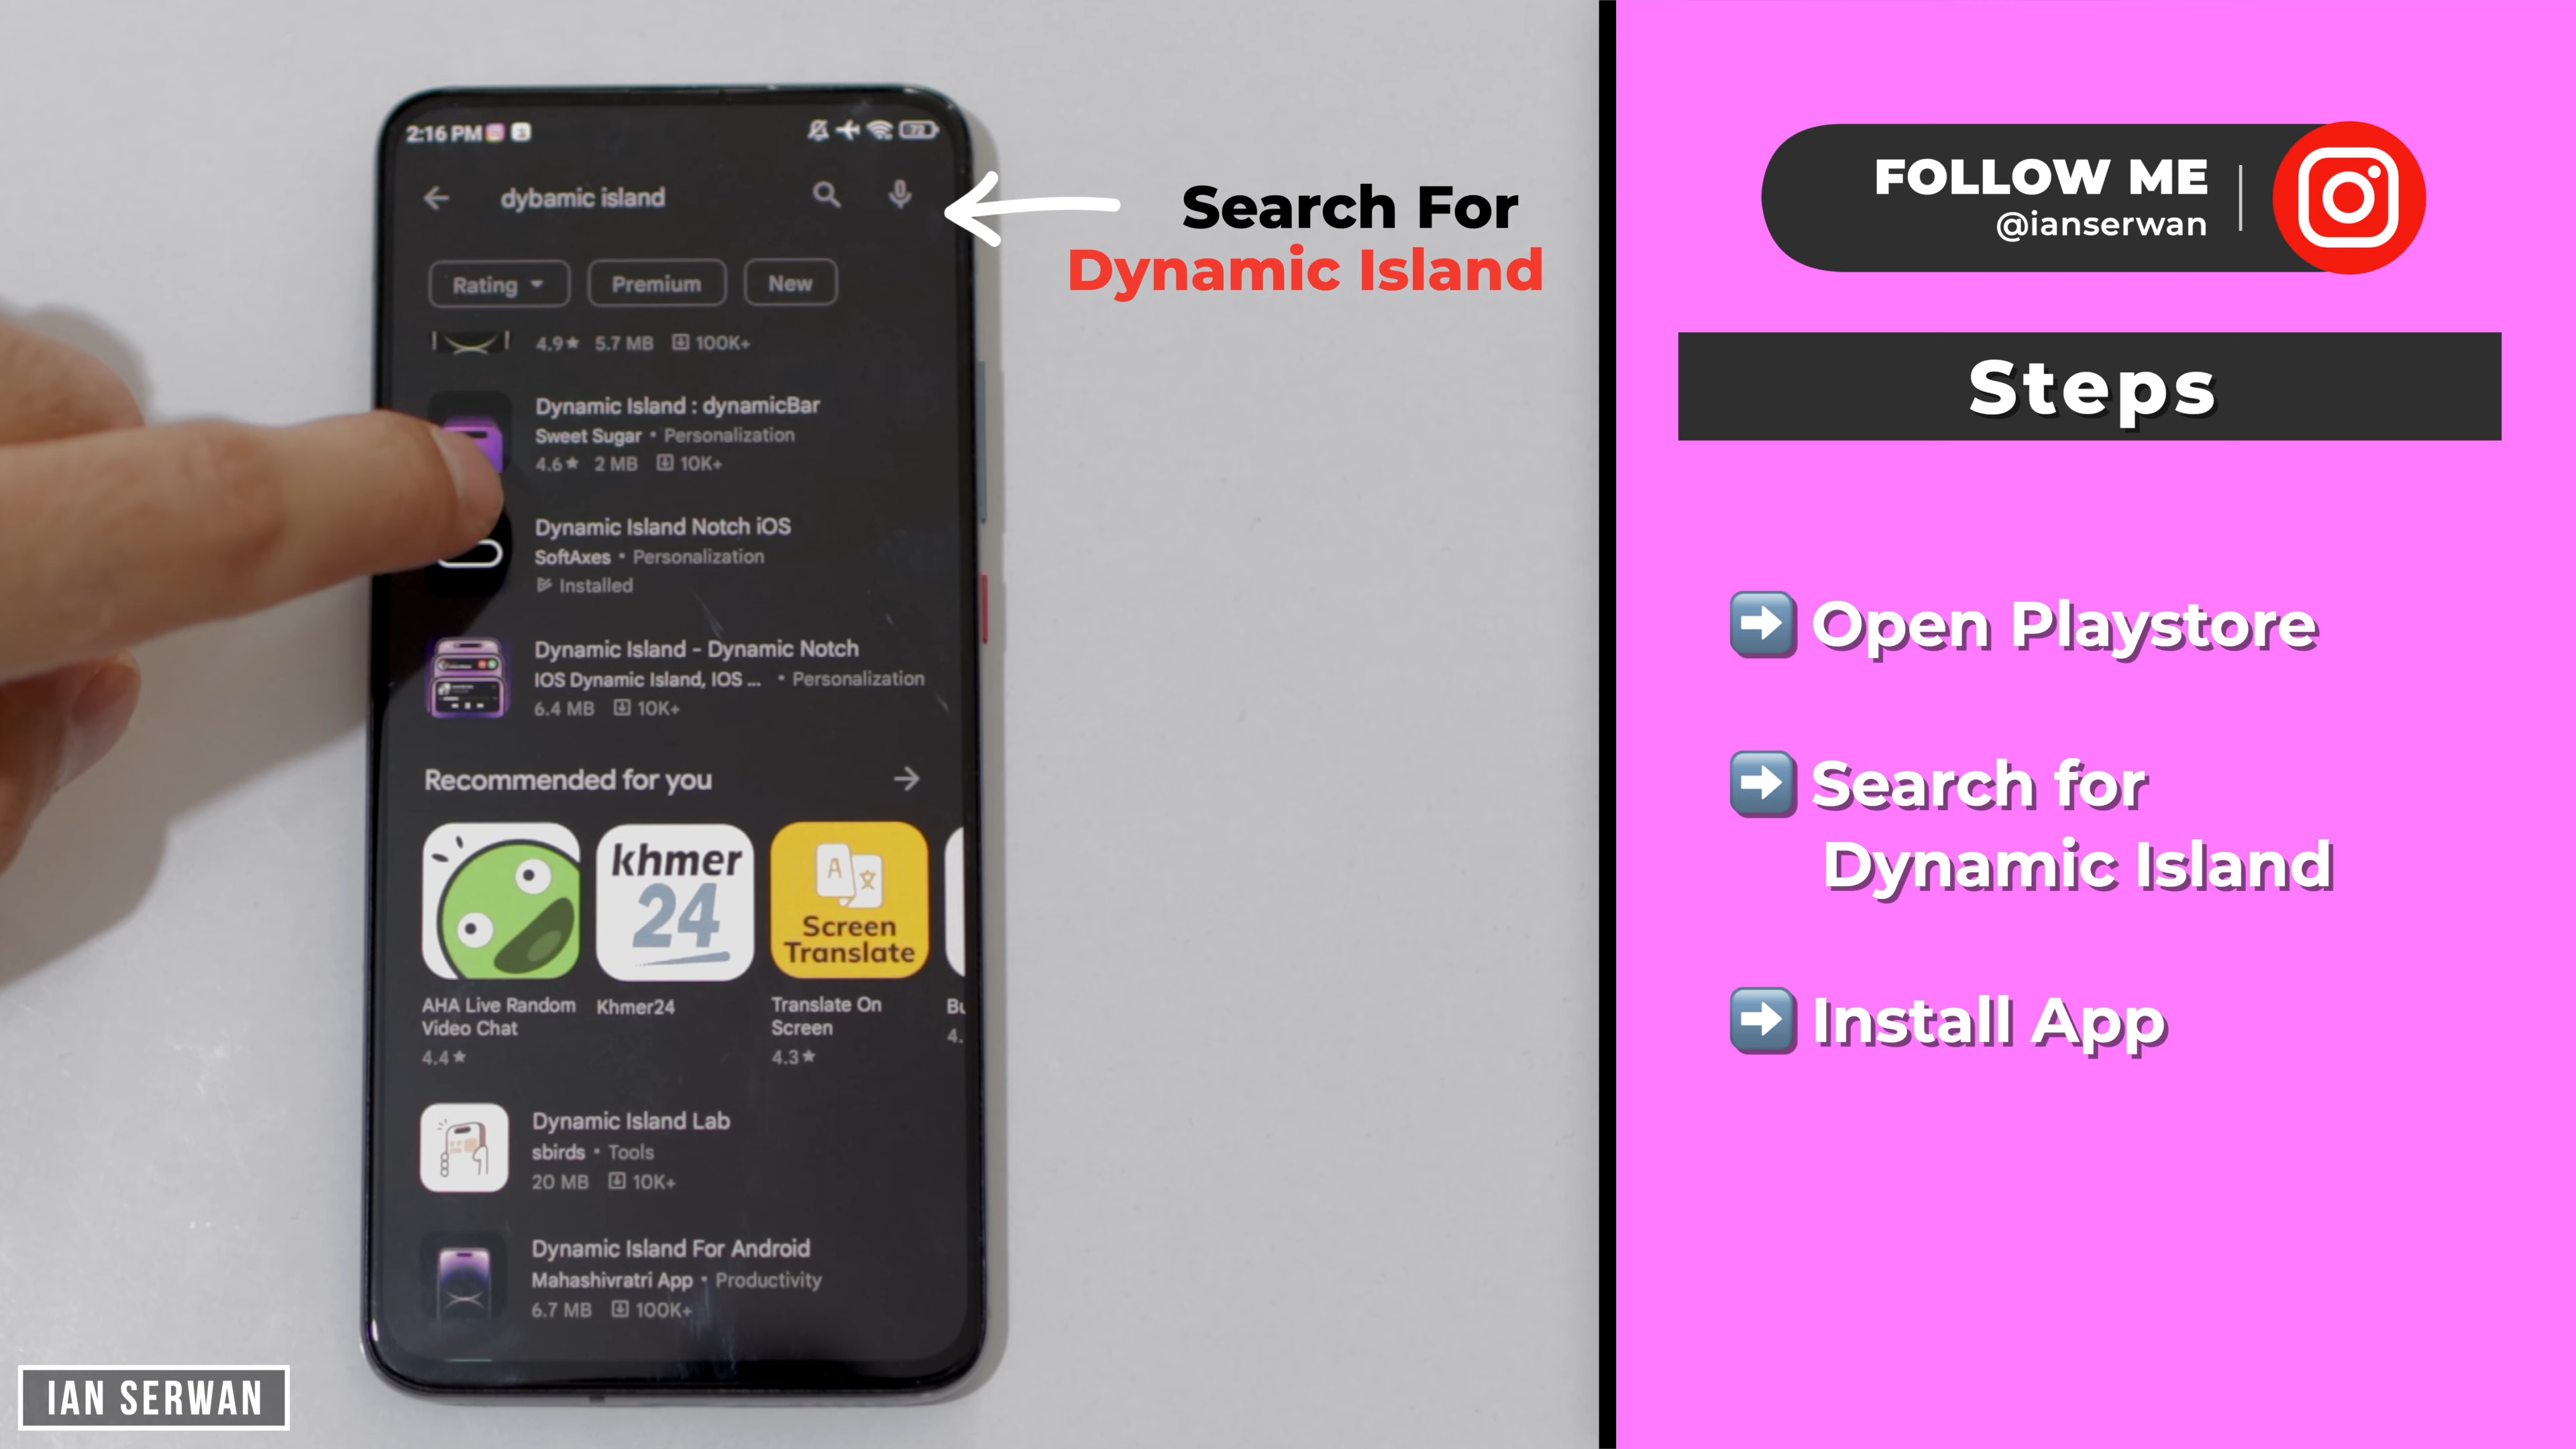 2:16 PM
72
dybamic island
Rating
Premium
New
4.9★ 5.7 MB 100K+
Dynamic Island : dynamicBar
Sweet Sugar • Personalization
4.6★ 2 MB 10K+
Dynamic Island Notch iOS
SoftAxes • Personalization
Installed
Dynamic Island - Dynamic Notch
IOS Dynamic Island, IOS ... • Personalization
6.4 MB 10K+
Recommended for you
khmer
24
A 文
Screen
Translate
AHA Live Random
Video Chat
4.4★
Khmer24
Translate On
Screen
4.3★
4.
Dynamic Island Lab
sbirds • Tools
20 MB 10K+
Dynamic Island For Android
Mahashivratri App • Productivity
6.7 MB 100K+
IAN SERWAN
Search For
Dynamic Island
FOLLOW ME
@ianserwan
Steps
Open Playstore
Search for
Dynamic Island
Install App